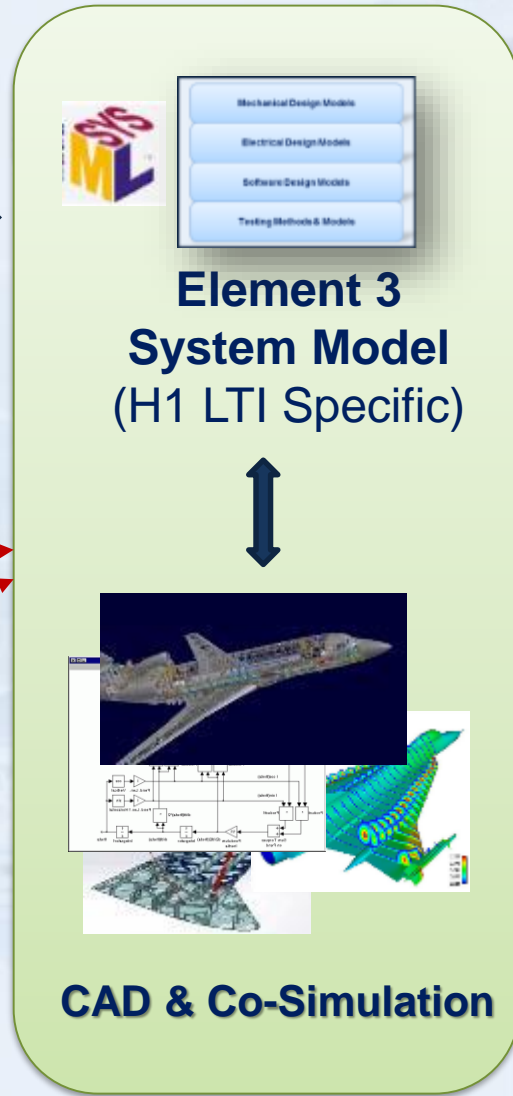 SYS
ML
Mechanical Design Models
Electrical Design Models
Software Design Models
Testing Methods & Models
Element 3
System Model
(H1 LTI Specific)
CAD & Co-Simulation